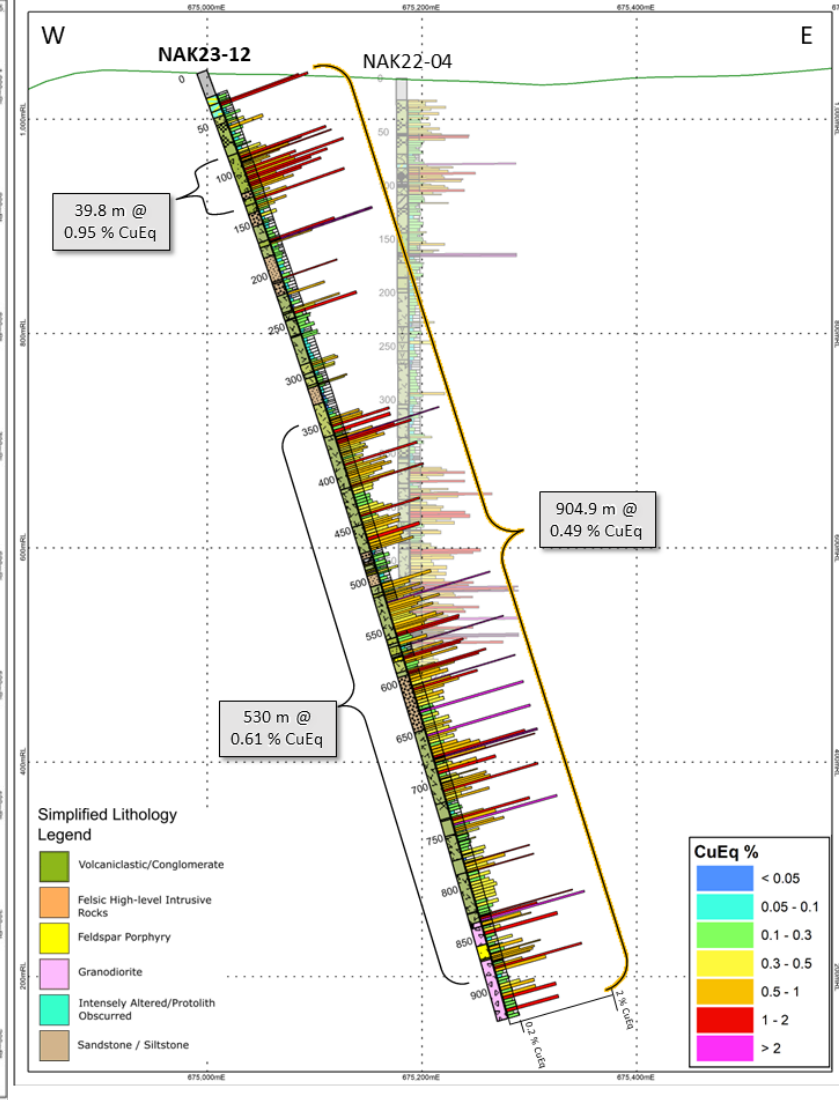 675,000mE
675,200mE
675,400mE
W
E
NAK23-12
NAK22-04
0
0
1,000mRL
50
50
100
39.8 m @
0.95 % CuEq
150
150
200
200
800mRL
250
250
300
300
350
400
450
904.9 m @
0.49 % CuEq
600mRL
500
550
600
530 m @
0.61 % CuEq
650
400mRL
700
750
800
850
900
200mRL
0.2 % CuEq
2 % CuEq
Simplified Lithology
Legend
Volcaniclastic/Conglomerate
Felsic High-level Intrusive
Rocks
Feldspar Porphyry
Granodiorite
Intensely Altered/Protolith
Obscurred
Sandstone / Siltstone
CuEq %
< 0.05
0.05 - 0.1
0.1 - 0.3
0.3 - 0.5
0.5 - 1
1 - 2
> 2
675,000mE
675,200mE
675,400mE